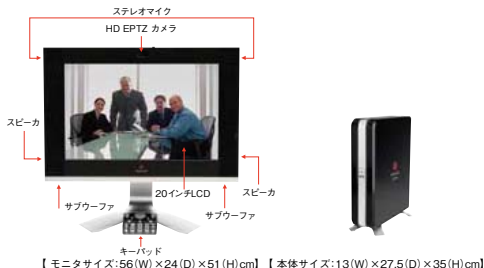 ステレオマイク
HD EPTZ カメラ
スピーカ
20インチLCD
スピーカ
サブウーファ
サブウーファ
キーパッド
【 モニタサイズ:56(W)×24(D)×51(H)cm】【 本体サイズ:13(W)×27.5(D)×35(H)cm】